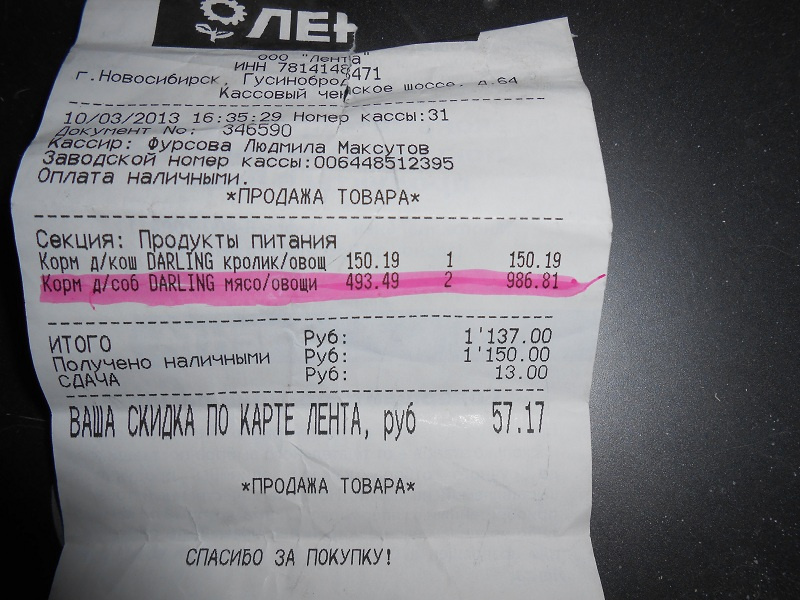 ЛЕН
ООО "Лента"
ИНН 7814148471
г.Новосибирск, Гусинобродское шоссе, д.64
Кассовый чек
10/03/2013 16:35:29 Номер кассы:31
Документ No: 346590
Кассир: Фурсова Людмила Максутов
Заводской номер кассы:006448512395
Оплата наличными.
*ПРОДАЖА ТОВАРА*
Секция: Продукты питания
Корм д/кош DARLING кролик/овощ 150.19 1 150.19
Корм д/соб DARLING мясо/овощи 493.49 2 986.81
ИТОГО Руб: 1'137.00
Получено наличными Руб: 1'150.00
СДАЧА Руб: 13.00
ВАША СКИДКА ПО КАРТЕ ЛЕНТА, руб 57.17
*ПРОДАЖА ТОВАРА*
СПАСИБО ЗА ПОКУПКУ!